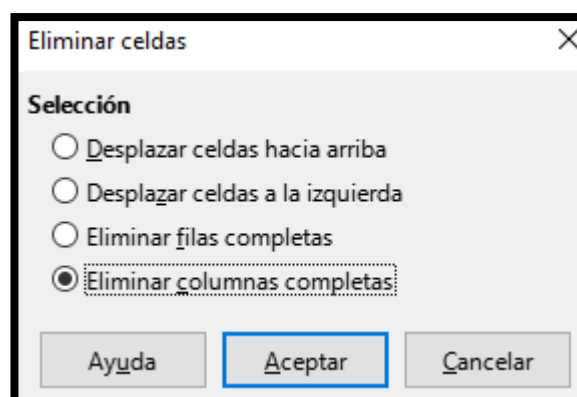 Eliminar celdas
Selección
Desplazar celdas hacia arriba
Desplazar celdas a la izquierda
Eliminar filas completas
Eliminar columnas completas
Ayuda Aceptar Cancelar